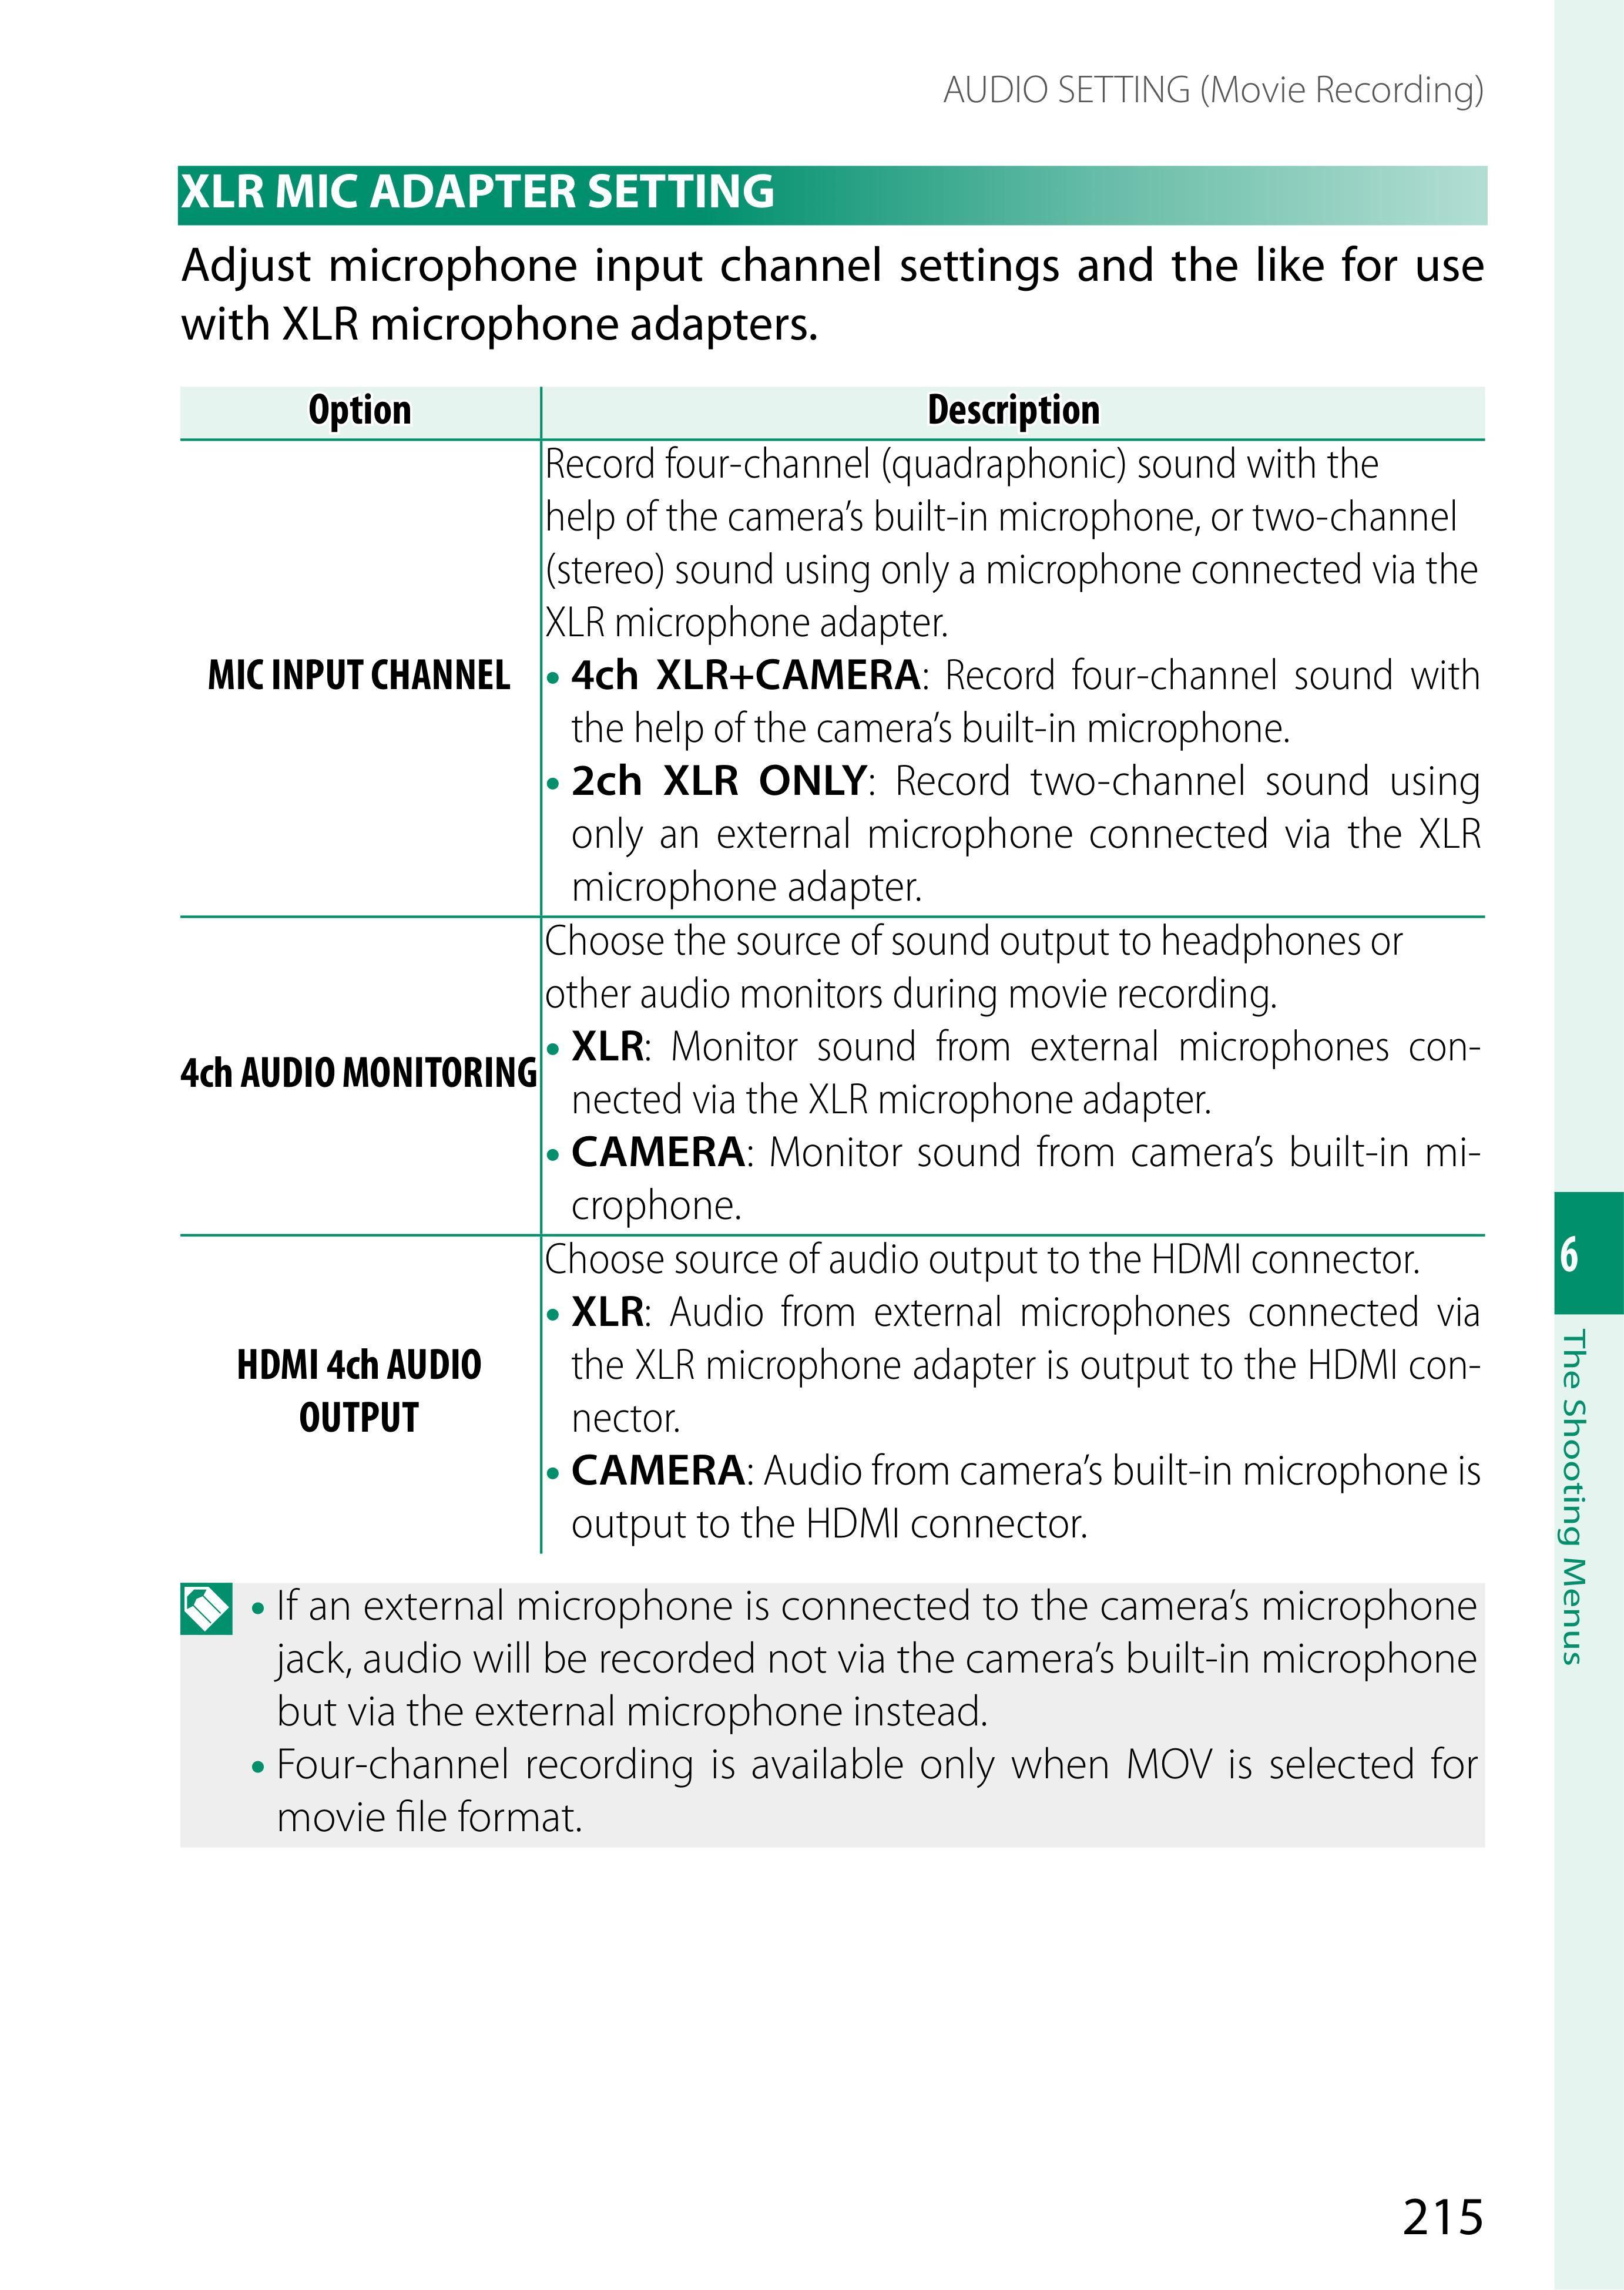 AUDIO SETTING (Movie Recording)
XLR MIC ADAPTER SETTING
Adjust microphone input channel settings and the like for use
with XLR microphone adapters.
Option
Description
MIC INPUT CHANNEL
Record four-channel (quadraphonic) sound with the
help of the camera’s built-in microphone, or two-channel
(stereo) sound using only a microphone connected via the
XLR microphone adapter.
• 4ch XLR+CAMERA: Record four-channel sound with
the help of the camera’s built-in microphone.
• 2ch XLR ONLY: Record two-channel sound using
only an external microphone connected via the XLR
microphone adapter.
4ch AUDIO MONITORING
Choose the source of sound output to headphones or
other audio monitors during movie recording.
• XLR: Monitor sound from external microphones con-
nected via the XLR microphone adapter.
• CAMERA: Monitor sound from camera’s built-in mi-
crophone.
HDMI 4ch AUDIO
OUTPUT
Choose source of audio output to the HDMI connector.
• XLR: Audio from external microphones connected via
the XLR microphone adapter is output to the HDMI con-
nector.
• CAMERA: Audio from camera’s built-in microphone is
output to the HDMI connector.
• If an external microphone is connected to the camera’s microphone
jack, audio will be recorded not via the camera’s built-in microphone
but via the external microphone instead.
• Four-channel recording is available only when MOV is selected for
movie file format.
6
The Shooting Menus
215